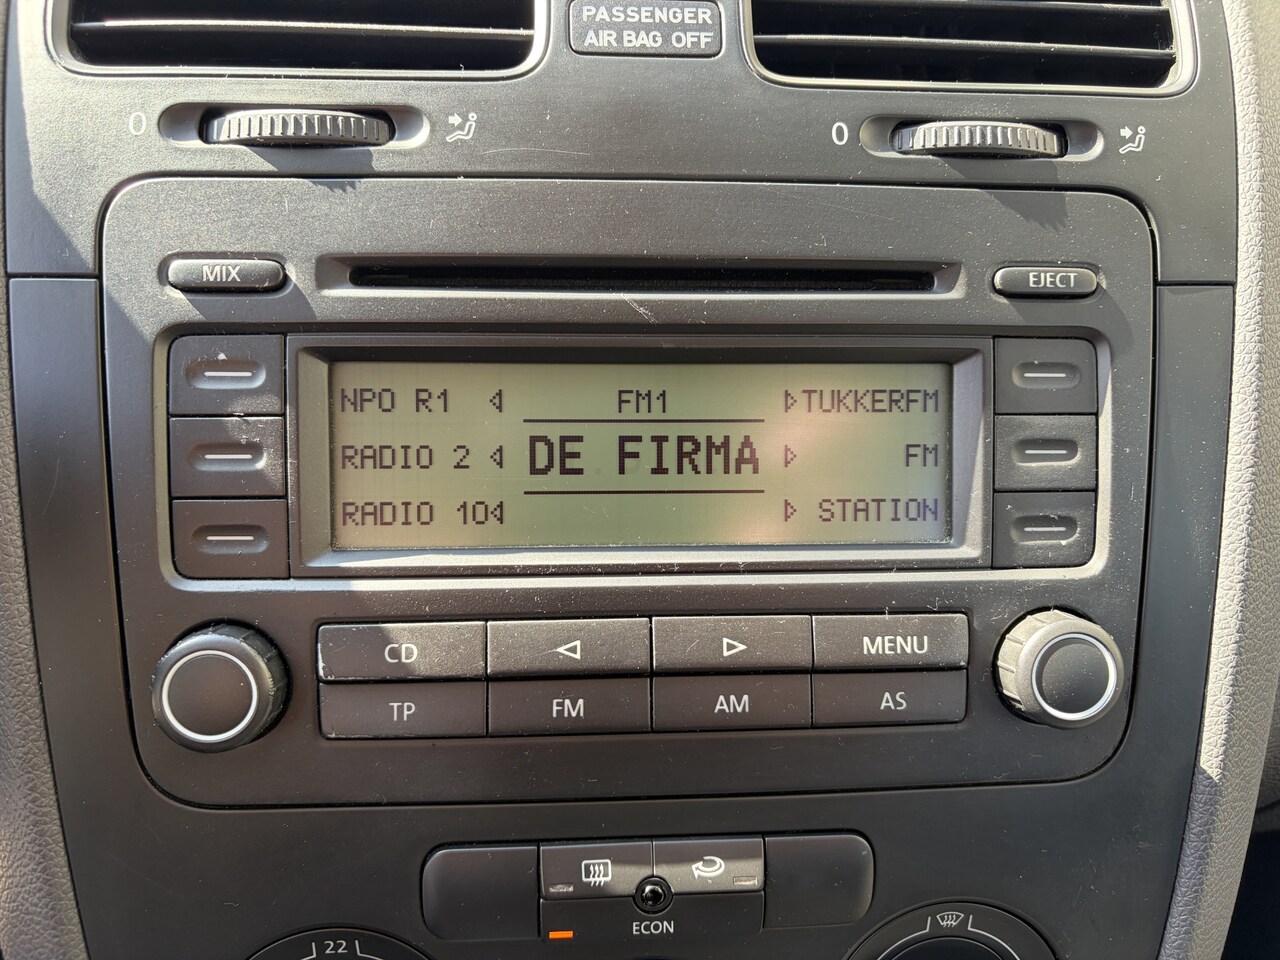 PASSENGER
AIR BAG OFF
0
0
MIX
EJECT
NPO R1 FM1 TUKKERFM
RADIO 2 DE FIRMA FM
RADIO 10 STATION
CD
MENU
TP
FM
AM
AS
ECON
22